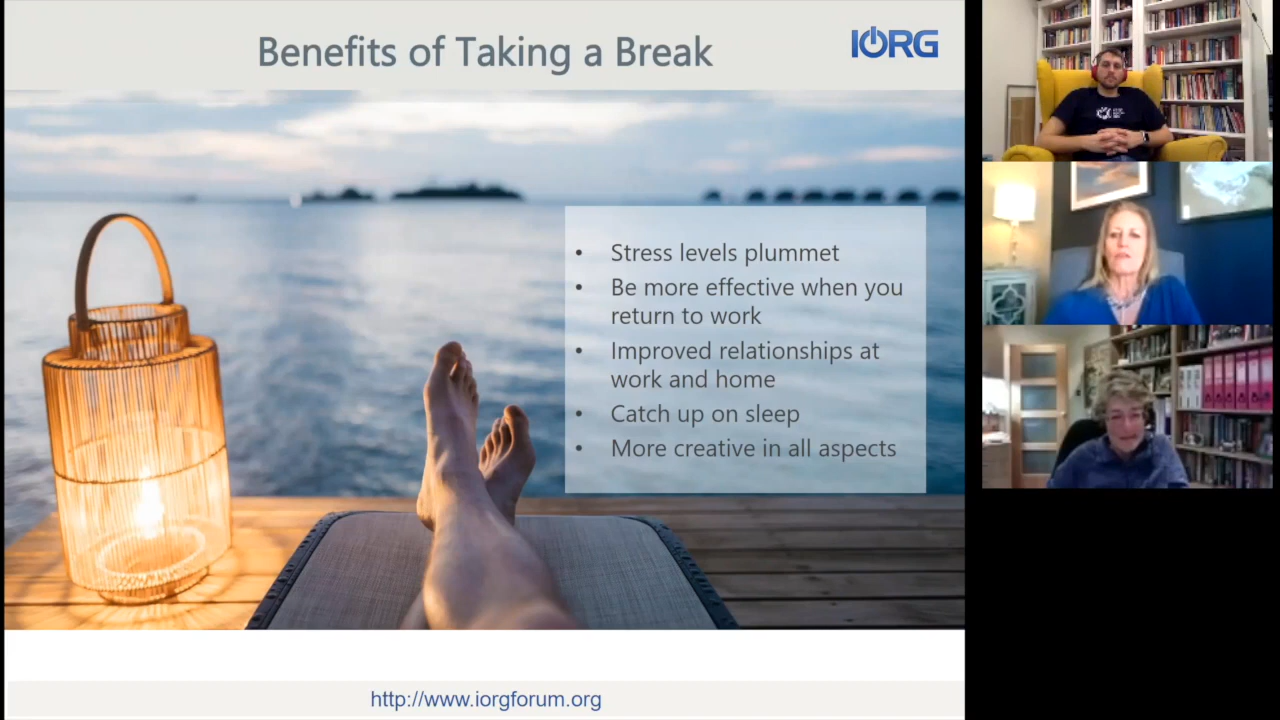 Benefits of Taking a Break
IORG
• Stress levels plummet
• Be more effective when you
return to work
• Improved relationships at
work and home
• Catch up on sleep
• More creative in all aspects
http://www.iorgforum.org